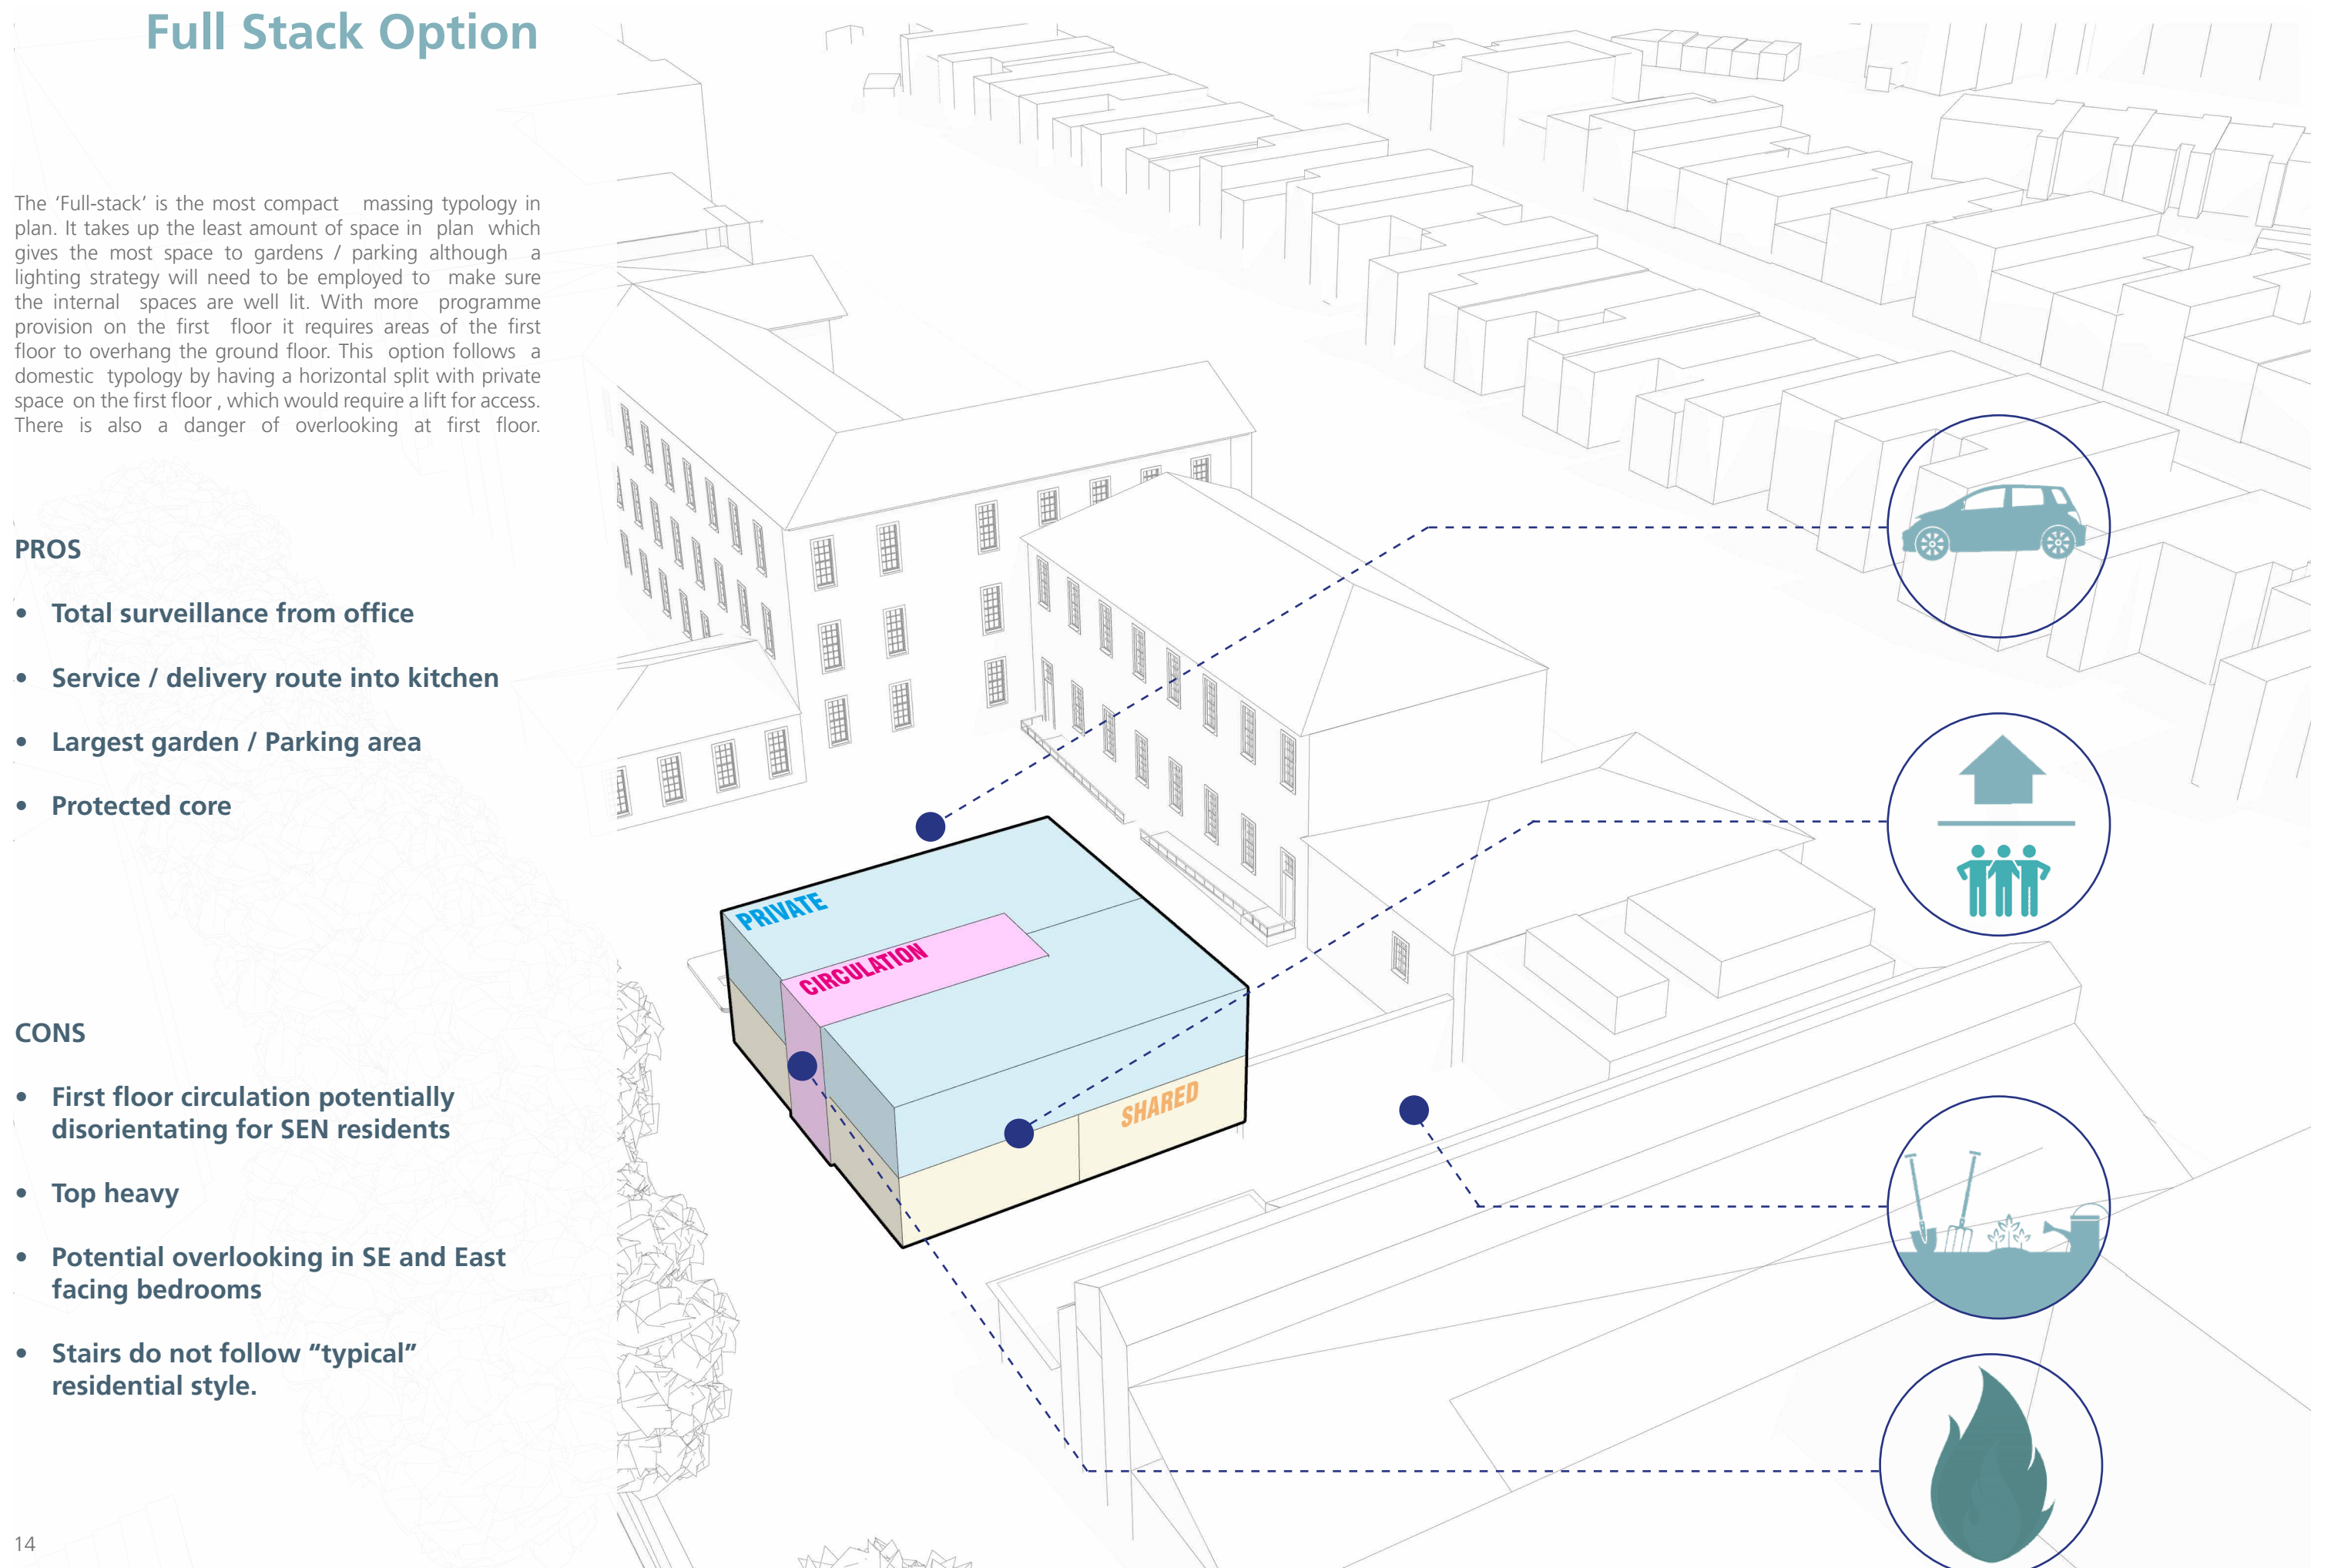 Full Stack Option
The ‘Full-stack’ is the most compact massing typology in
plan. It takes up the least amount of space in plan which
gives the most space to gardens / parking although a
lighting strategy will need to be employed to make sure
the internal spaces are well lit. With more programme
provision on the first floor it requires areas of the first
floor to overhang the ground floor. This option follows a
domestic typology by having a horizontal split with private
space on the first floor , which would require a lift for access.
There is also a danger of overlooking at first floor.
PROS
• Total surveillance from office
• Service / delivery route into kitchen
• Largest garden / Parking area
• Protected core
CONS
• First floor circulation potentially
disorientating for SEN residents
• Top heavy
• Potential overlooking in SE and East
facing bedrooms
• Stairs do not follow “typical”
residential style.
14
PRIVATE
CIRCULATION
SHARED